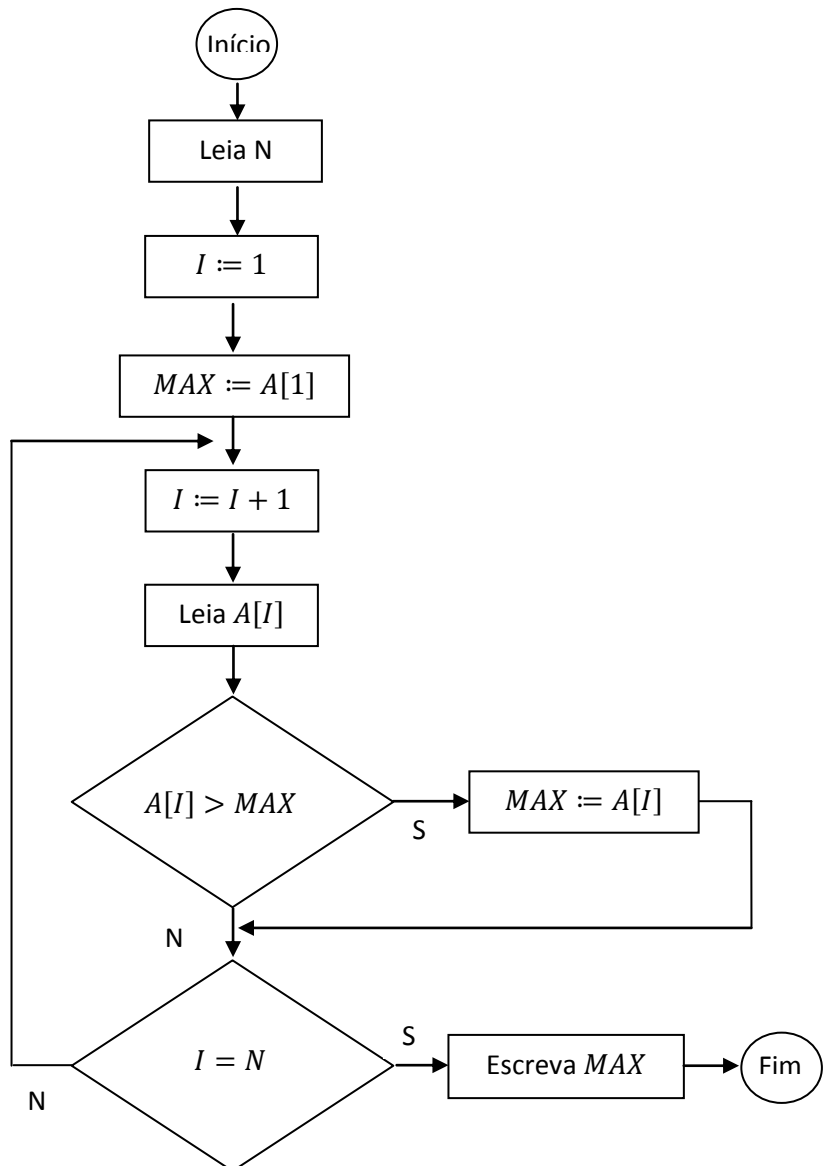 Início
Leia N
I := 1
MAX := A[1]
I := I + 1
Leia A[I]
A[I] > MAX
S
MAX := A[I]
N
I = N
S
Escreva MAX
Fim
N